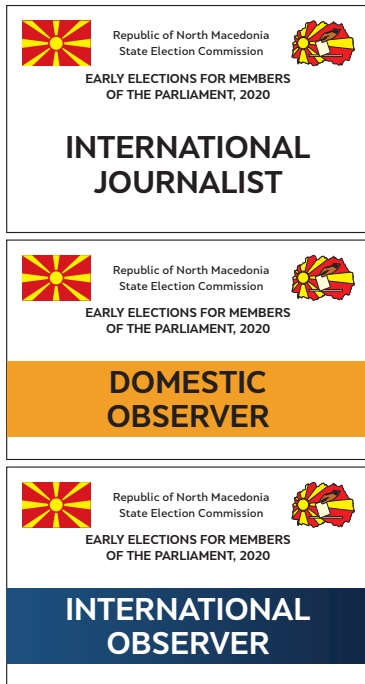 Republic of North Macedonia
State Election Commission
EARLY ELECTIONS FOR MEMBERS
OF THE PARLIAMENT, 2020
INTERNATIONAL
JOURNALIST
Republic of North Macedonia
State Election Commission
EARLY ELECTIONS FOR MEMBERS
OF THE PARLIAMENT, 2020
DOMESTIC
OBSERVER
Republic of North Macedonia
State Election Commission
EARLY ELECTIONS FOR MEMBERS
OF THE PARLIAMENT, 2020
INTERNATIONAL
OBSERVER